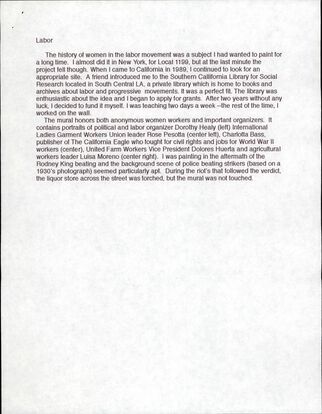 Labor
The history of women in the labor movement was a subject I had wanted to paint for
a long time. I almost did it in New York, for Local 1199, but at the last minute the
project fell though. When I came to California in 1989, I continued to look for an
appropriate site. A friend introduced me to the Southern Callifornia Library for Social
Research located in South Central LA, a private library which is home to books and
archives about labor and progressive movements. It was a perfect fit. The library was
enthusiastic about the idea and I began to apply for grants. After two years without any
luck, I decided to fund it myself. I was teaching two days a week –the rest of the time, I
worked on the wall.
The mural honors both anonymous women workers and important organizers. It
contains portraits of political and labor organizer Dorothy Healy (left) International
Ladies Garment Workers Union leader Rose Pesotta (center left), Charlotta Bass,
publisher of The California Eagle who fought for civil rights and jobs for World War II
workers (center), United Farm Workers Vice President Dolores Huerta and agricultural
workers leader Luisa Moreno (center right). I was painting in the aftermath of the
Rodney King beating and the background scene of police beating strikers (based on a
1930's photograph) seemed particularly apt. During the riot's that followed the verdict,
the liquor store across the street was torched, but the mural was not touched.